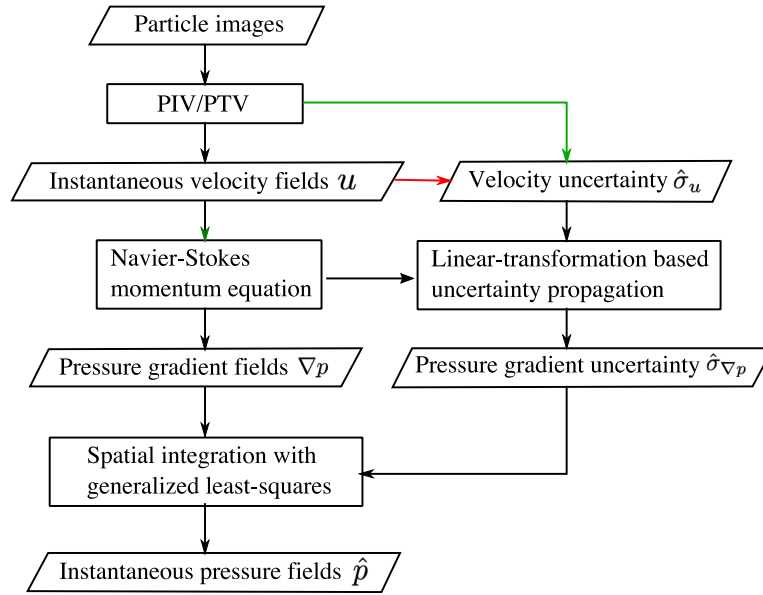 Particle images
PIV/PTV
Instantaneous velocity fields u
Velocity uncertainty σ̂_u
Navier-Stokes
momentum equation
Linear-transformation based
uncertainty propagation
Pressure gradient fields ∇p
Pressure gradient uncertainty σ̂_∇p
Spatial integration with
generalized least-squares
Instantaneous pressure fields p̂